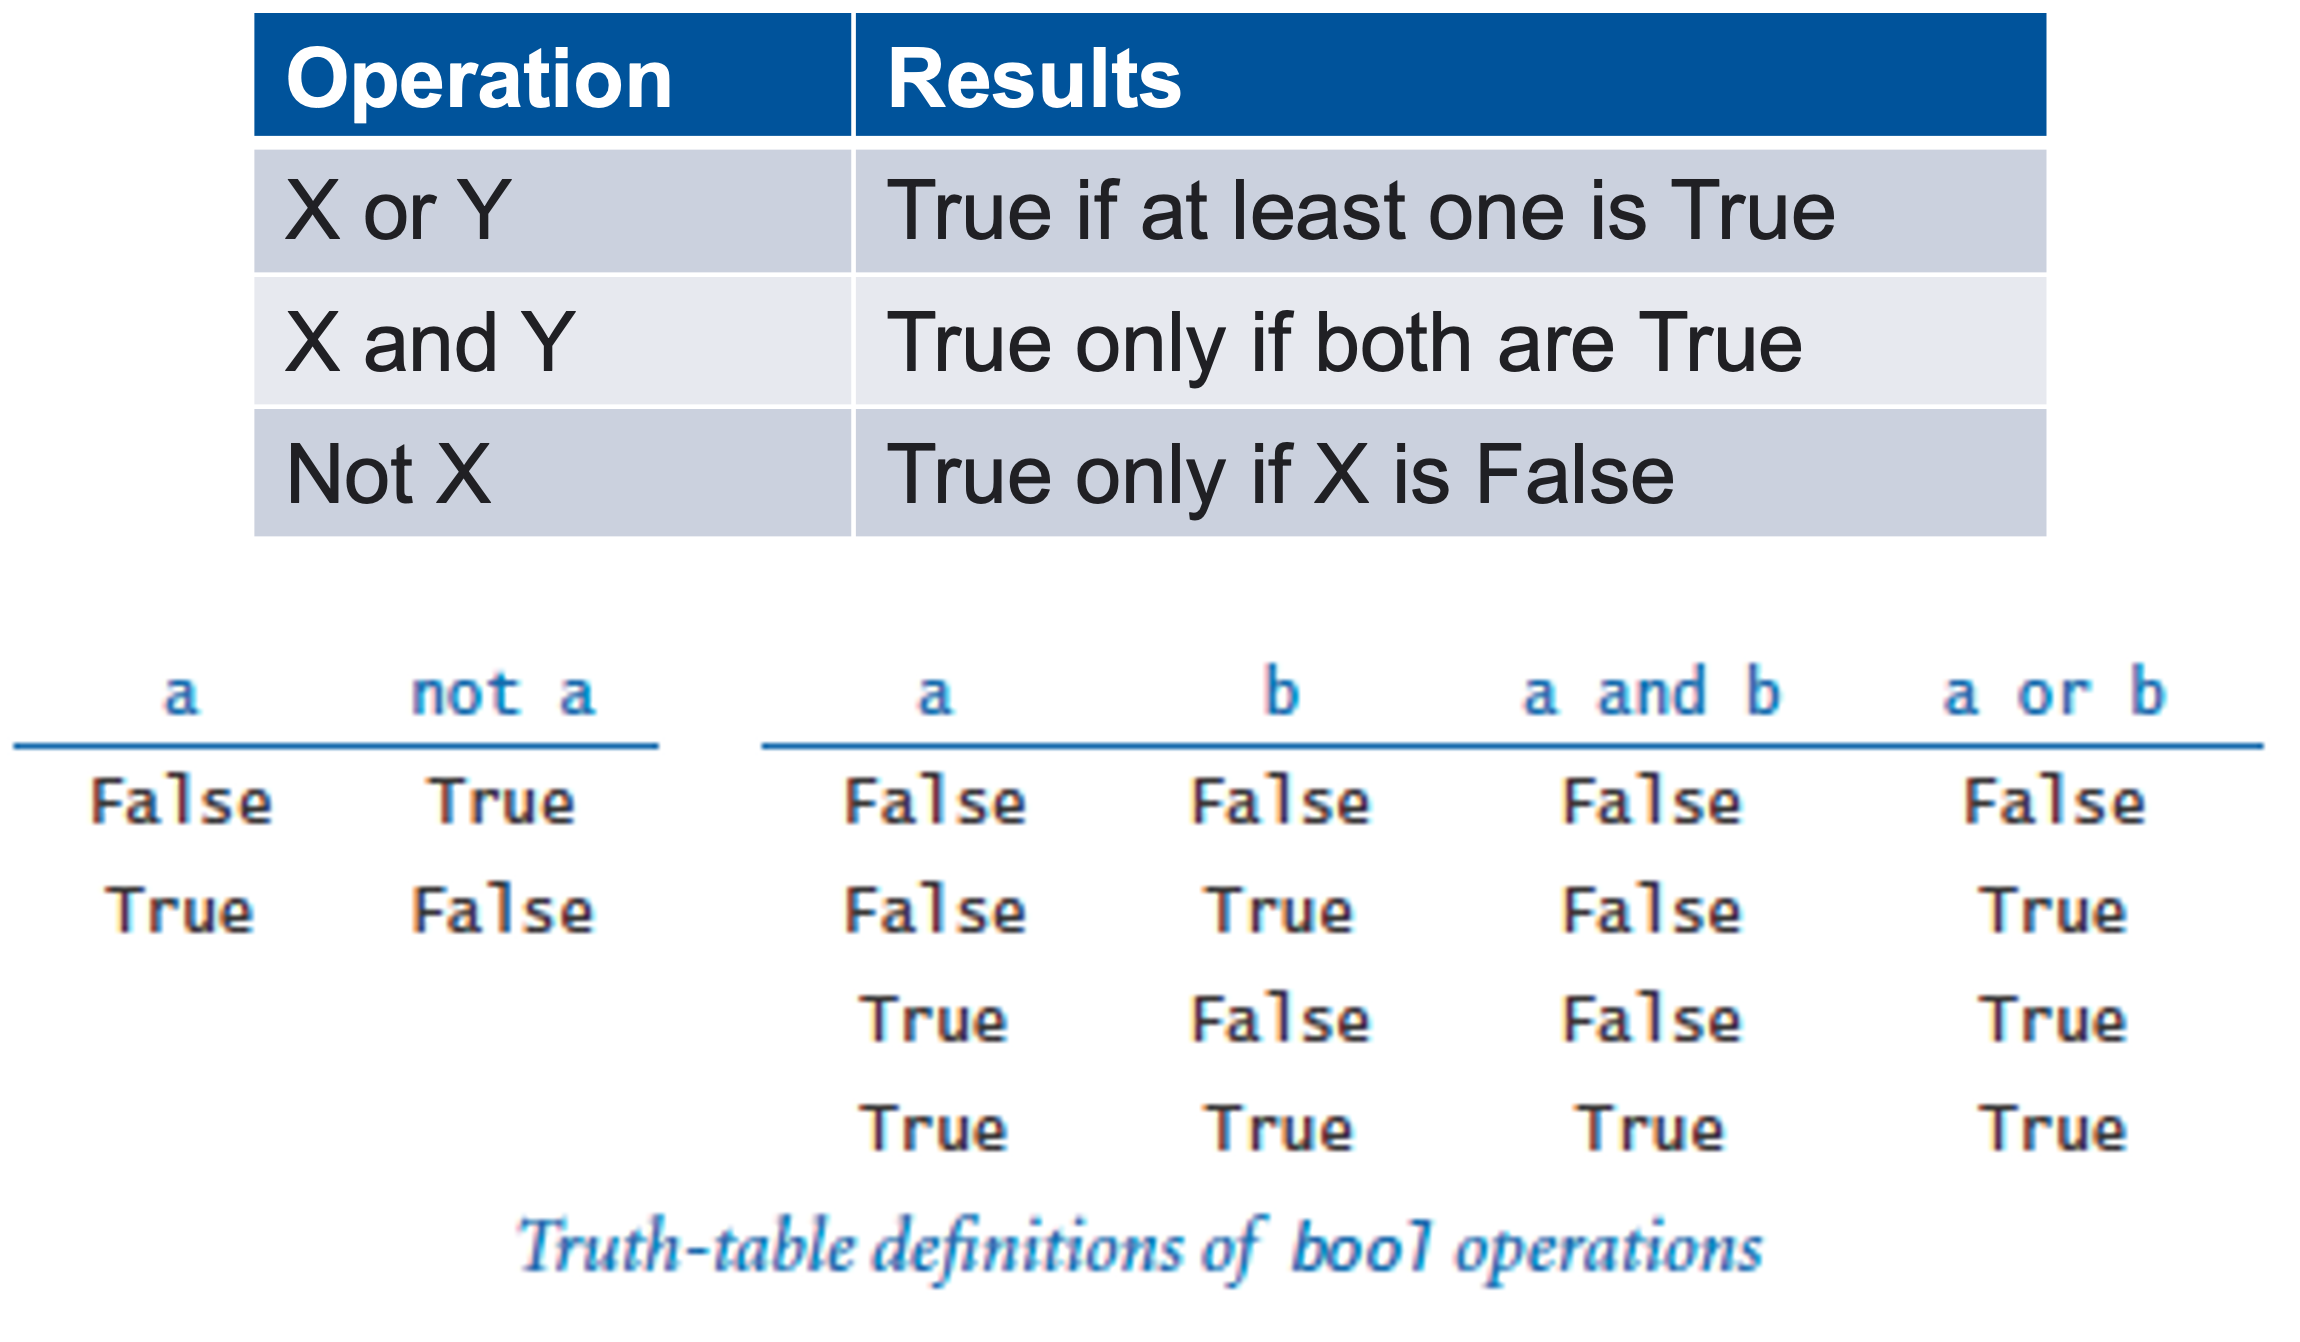 Operation Results
X or Y True if at least one is True
X and Y True only if both are True
Not X True only if X is False
a not a a b a and b a or b
False True False False False False
True False False True False True
True False False True
True True True True
Truth-table definitions of bool operations